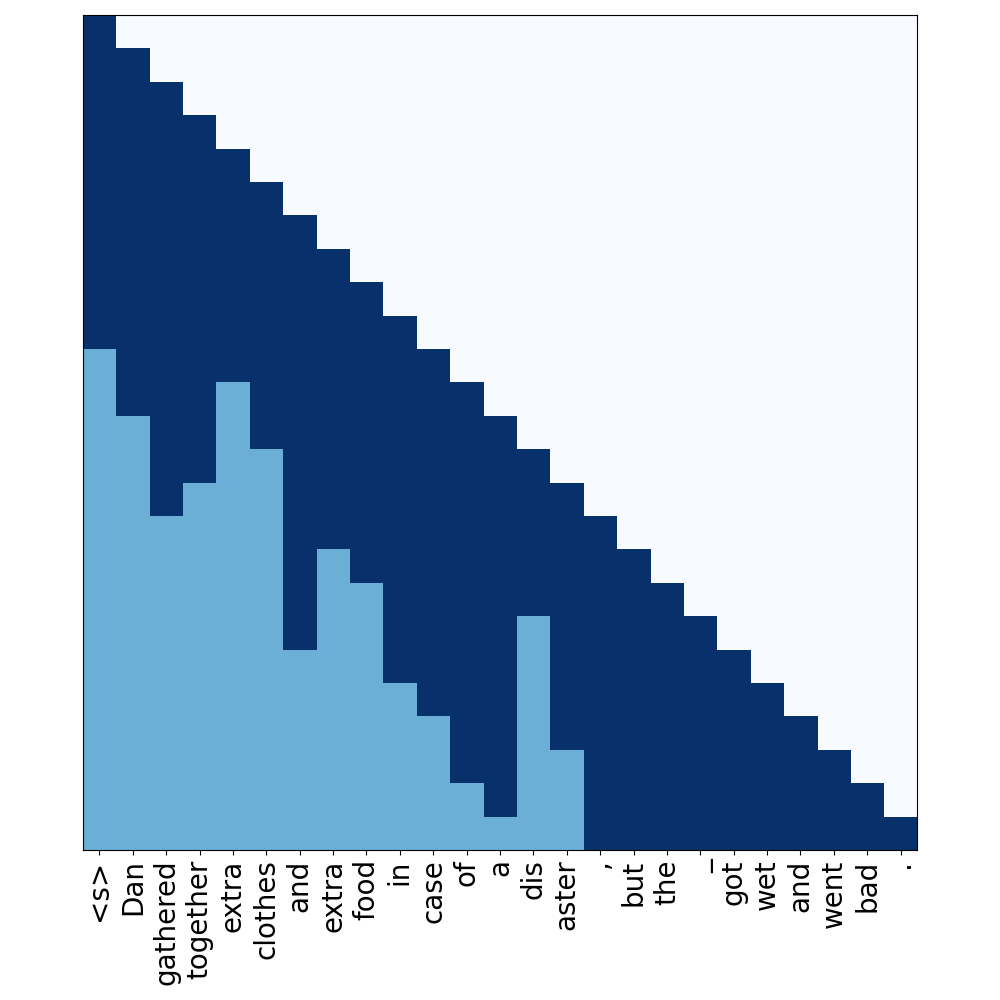 <s>
Dan
gathered
together
extra
clothes
and
extra
food
in
case
of
a
dis
aster
,
but
the
_
got
wet
and
went
bad
.